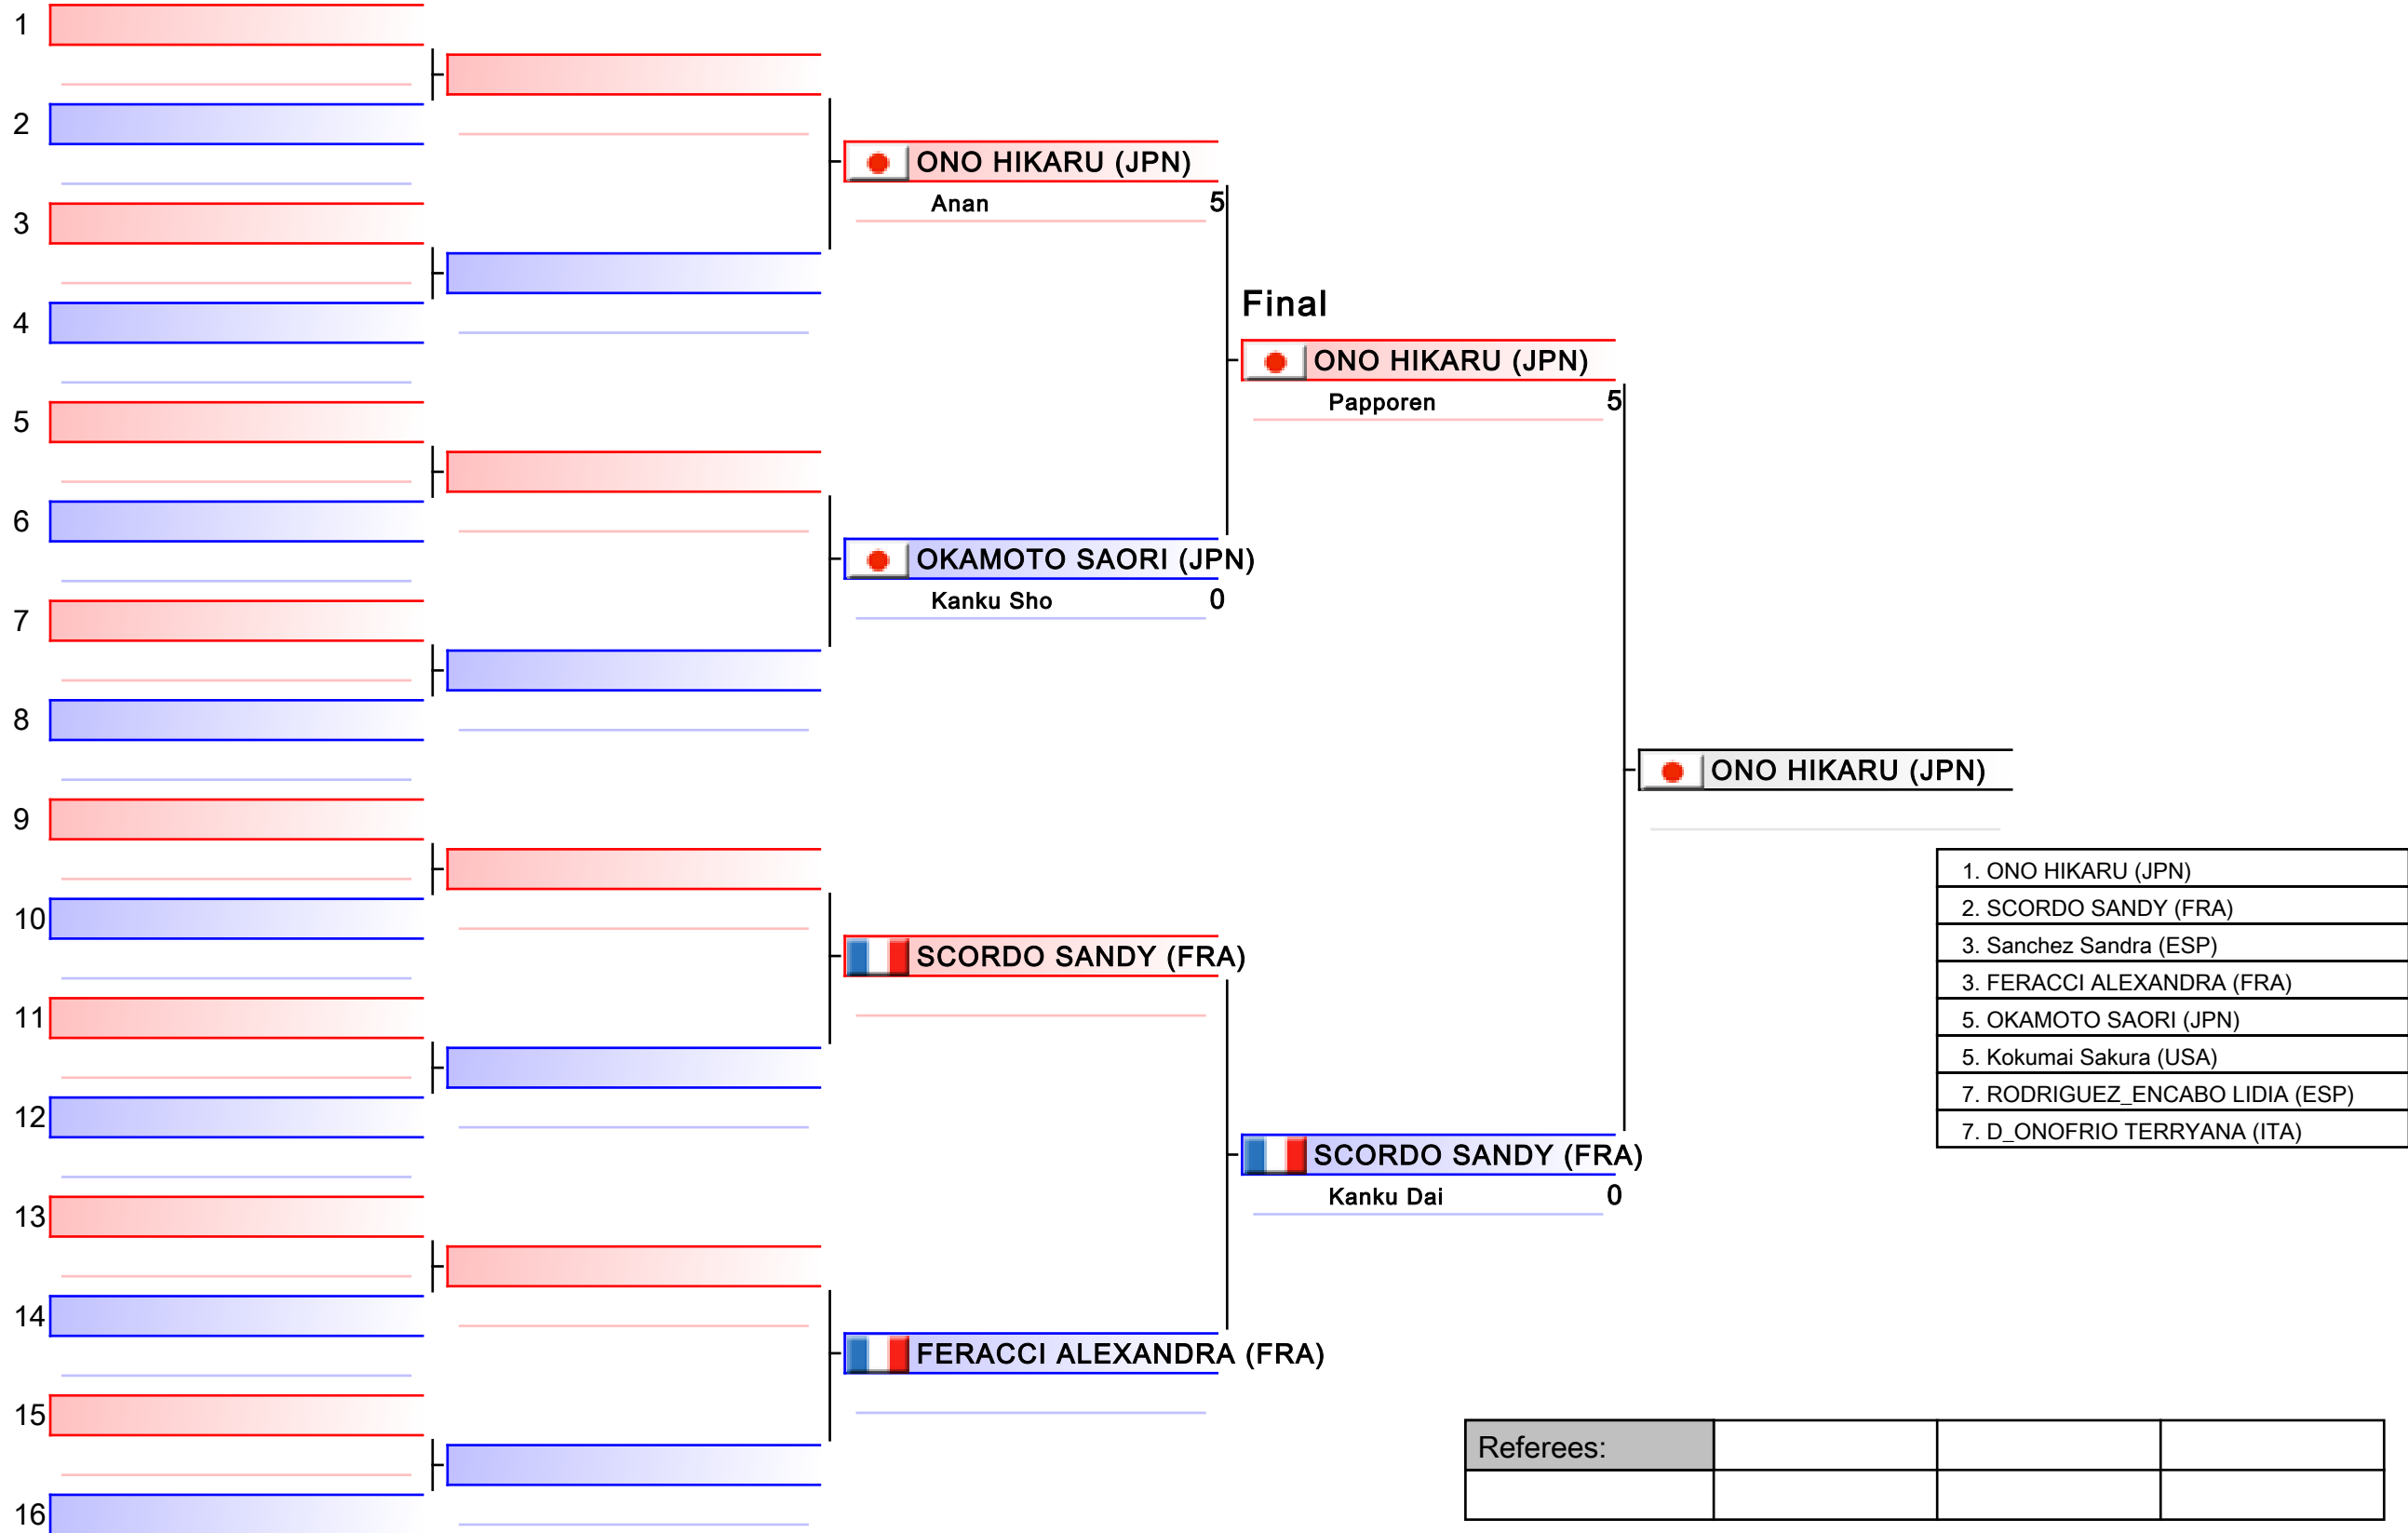 1
2
ONO HIKARU (JPN)
Anan 5
3
4
Final
ONO HIKARU (JPN)
Papporen 5
5
6
OKAMOTO SAORI (JPN)
Kanku Sho 0
7
8
ONO HIKARU (JPN)
9
10
SCORDO SANDY (FRA)
11
12
SCORDO SANDY (FRA)
Kanku Dai 0
13
14
FERACCI ALEXANDRA (FRA)
15
16
1. ONO HIKARU (JPN)
2. SCORDO SANDY (FRA)
3. Sanchez Sandra (ESP)
3. FERACCI ALEXANDRA (FRA)
5. OKAMOTO SAORI (JPN)
5. Kokumai Sakura (USA)
7. RODRIGUEZ_ENCABO LIDIA (ESP)
7. D_ONOFRIO TERRYANA (ITA)
Referees: